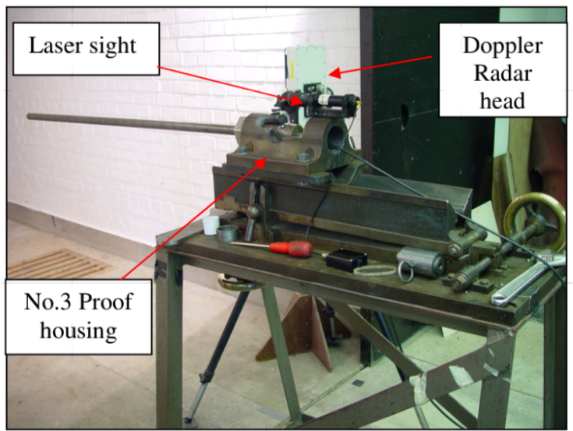 Laser sight
Doppler
Radar
head
No.3 Proof
housing